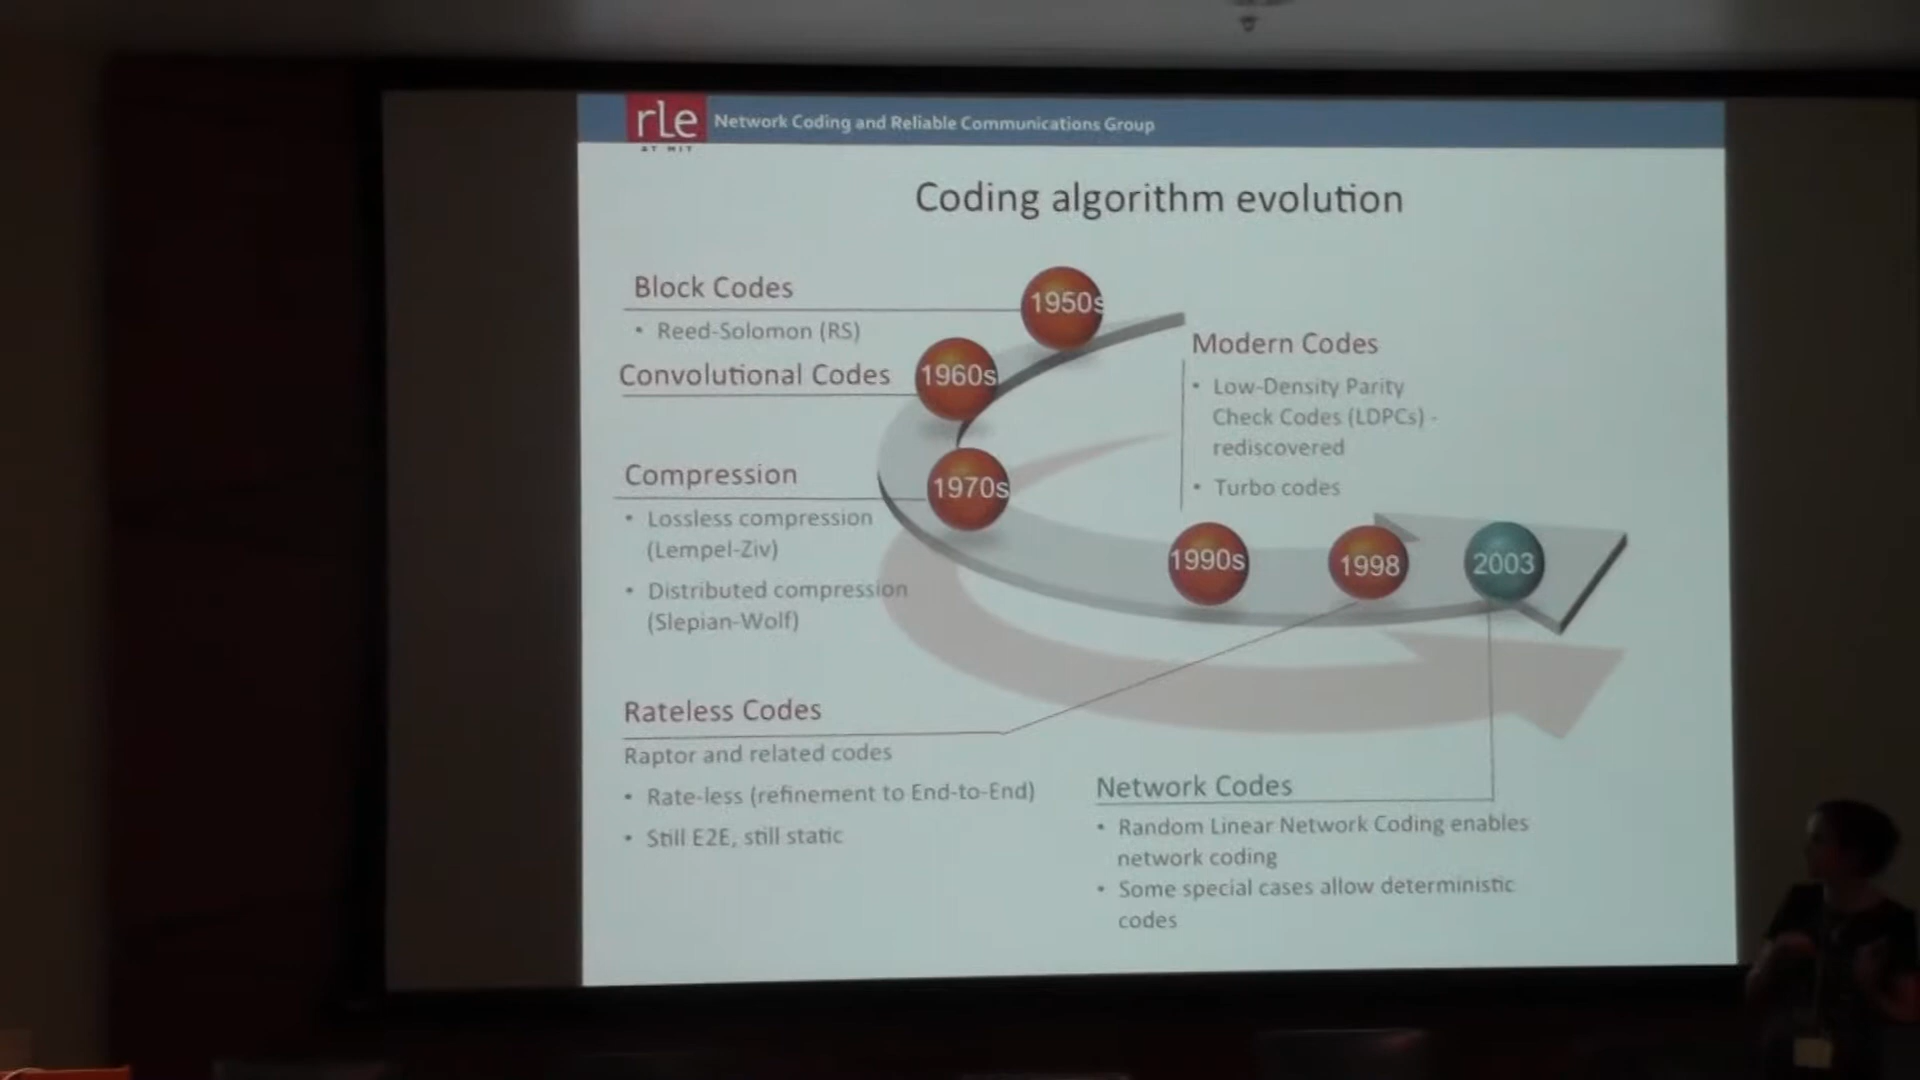 rle
AT MIT
Network Coding and Reliable Communications Group
Coding algorithm evolution
Block Codes
• Reed-Solomon (RS)
Convolutional Codes
Compression
• Lossless compression
(Lempel-Ziv)
• Distributed compression
(Slepian-Wolf)
1950s
1960s
1970s
1990s
1998
2003
Modern Codes
• Low-Density Parity
Check Codes (LDPCs) -
rediscovered
• Turbo codes
Rateless Codes
Raptor and related codes
• Rate-less (refinement to End-to-End)
• Still E2E, still static
Network Codes
• Random Linear Network Coding enables
network coding
• Some special cases allow deterministic
codes